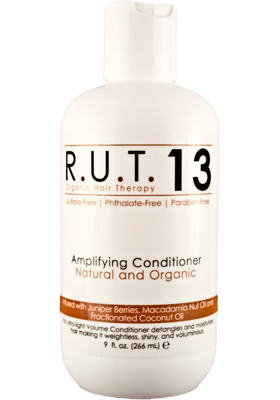 R.U.T. 13
Organic Hair Therapy
Sulfate-Free | Phthalate-Free | Paraben-Free
Amplifying Conditioner
Natural and Organic
Infused with Juniper Berries, Macadamia Nut Oil and
Fractionated Coconut Oil
ultra-light Volume Conditioner detangles and moisturizes
hair making it weightless, shiny, and voluminous.
9 fl. oz. (266 mL) e